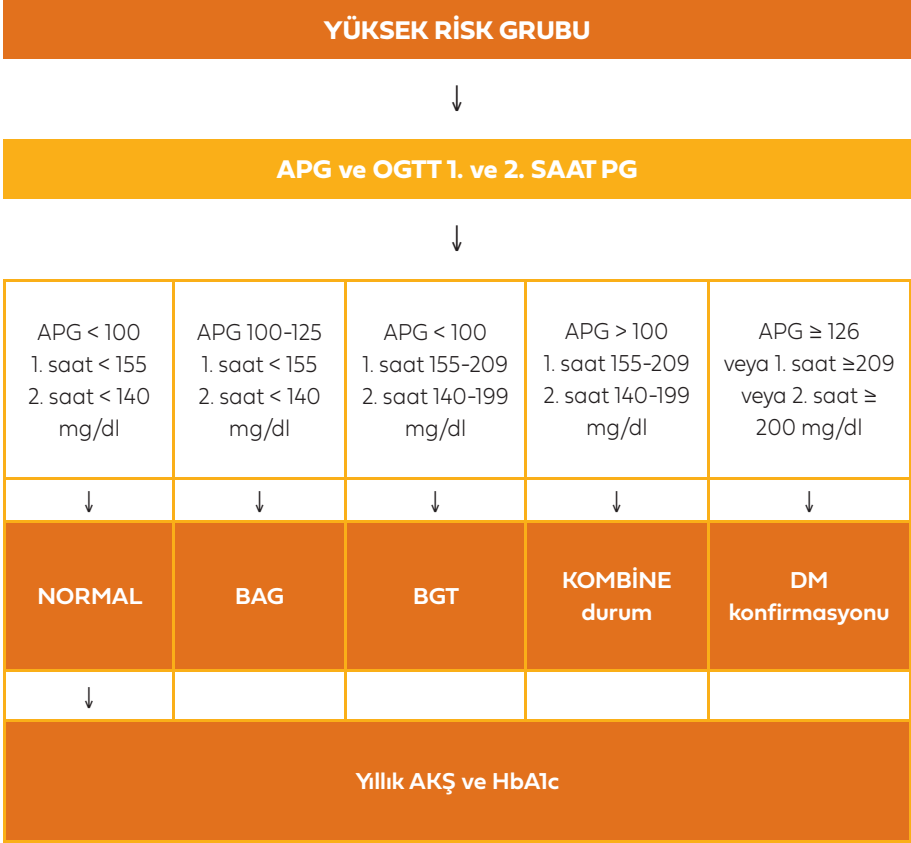 YÜKSEK RİSK GRUBU
↓
APG ve OGTT 1. ve 2. SAAT PG
↓
APG < 100
1. saat < 155
2. saat < 140
mg/dl
APG 100-125
1. saat < 155
2. saat < 140
mg/dl
APG < 100
1. saat 155-209
2. saat 140-199
mg/dl
APG > 100
1. saat 155-209
2. saat 140-199
mg/dl
APG ≥ 126
veya 1. saat ≥209
veya 2. saat ≥
200 mg/dl
↓ ↓ ↓ ↓ ↓
NORMAL
BAG
BGT
KOMBİNE
durum
DM
konfirmasyonu
↓
Yıllık AKŞ ve HbA1c